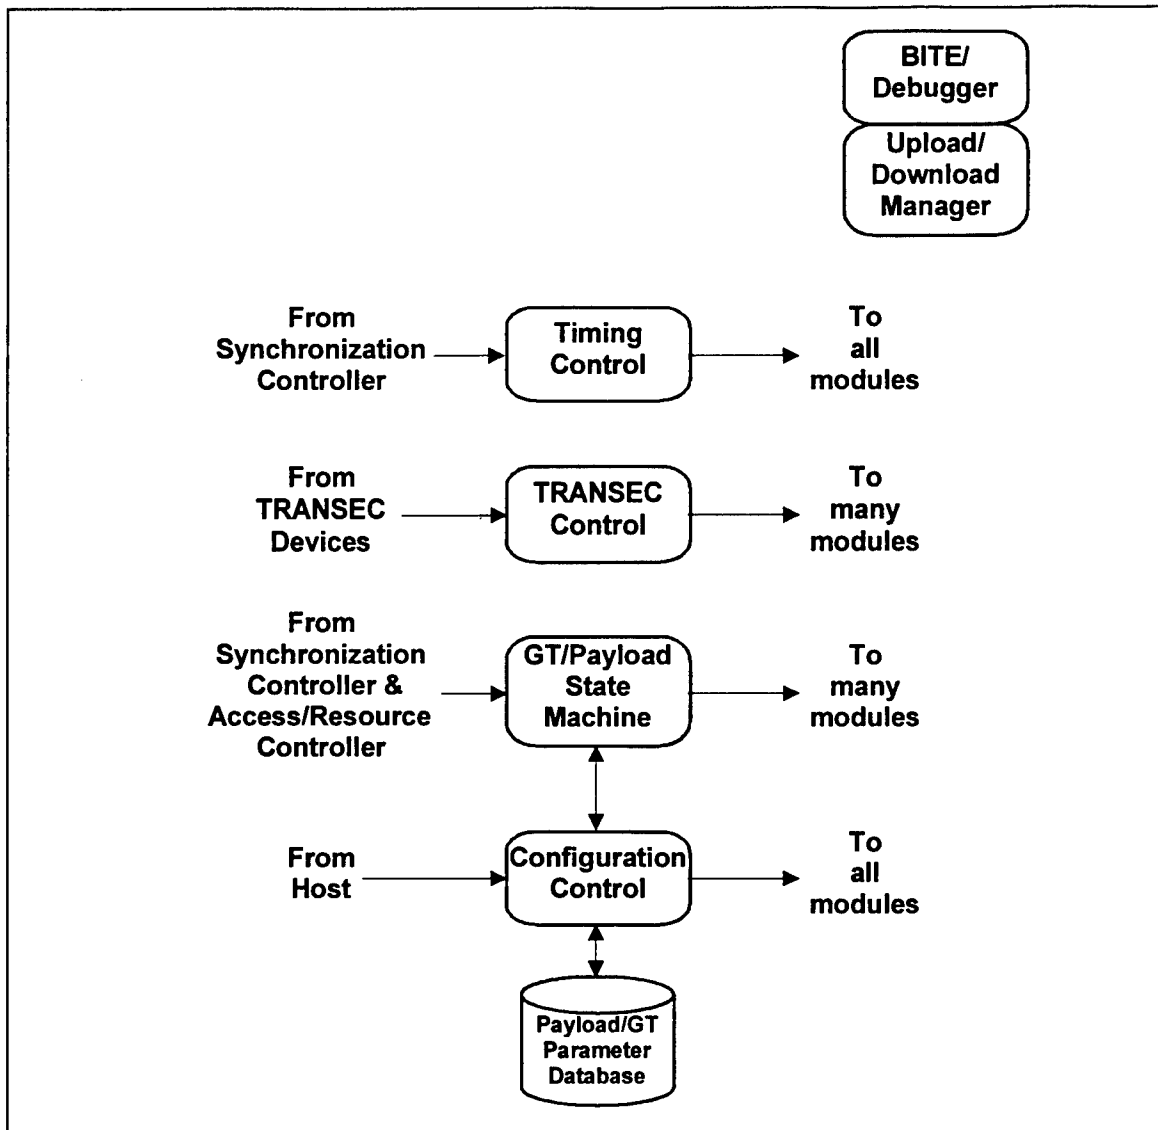 BITE/
Debugger
Upload/
Download
Manager
From
Synchronization
Controller
Timing
Control
To
all
modules
From
TRANSEC
Devices
TRANSEC
Control
To
many
modules
From
Synchronization
Controller &
Access/Resource
Controller
GT/Payload
State
Machine
To
many
modules
From
Host
Configuration
Control
To
all
modules
Payload/GT
Parameter
Database